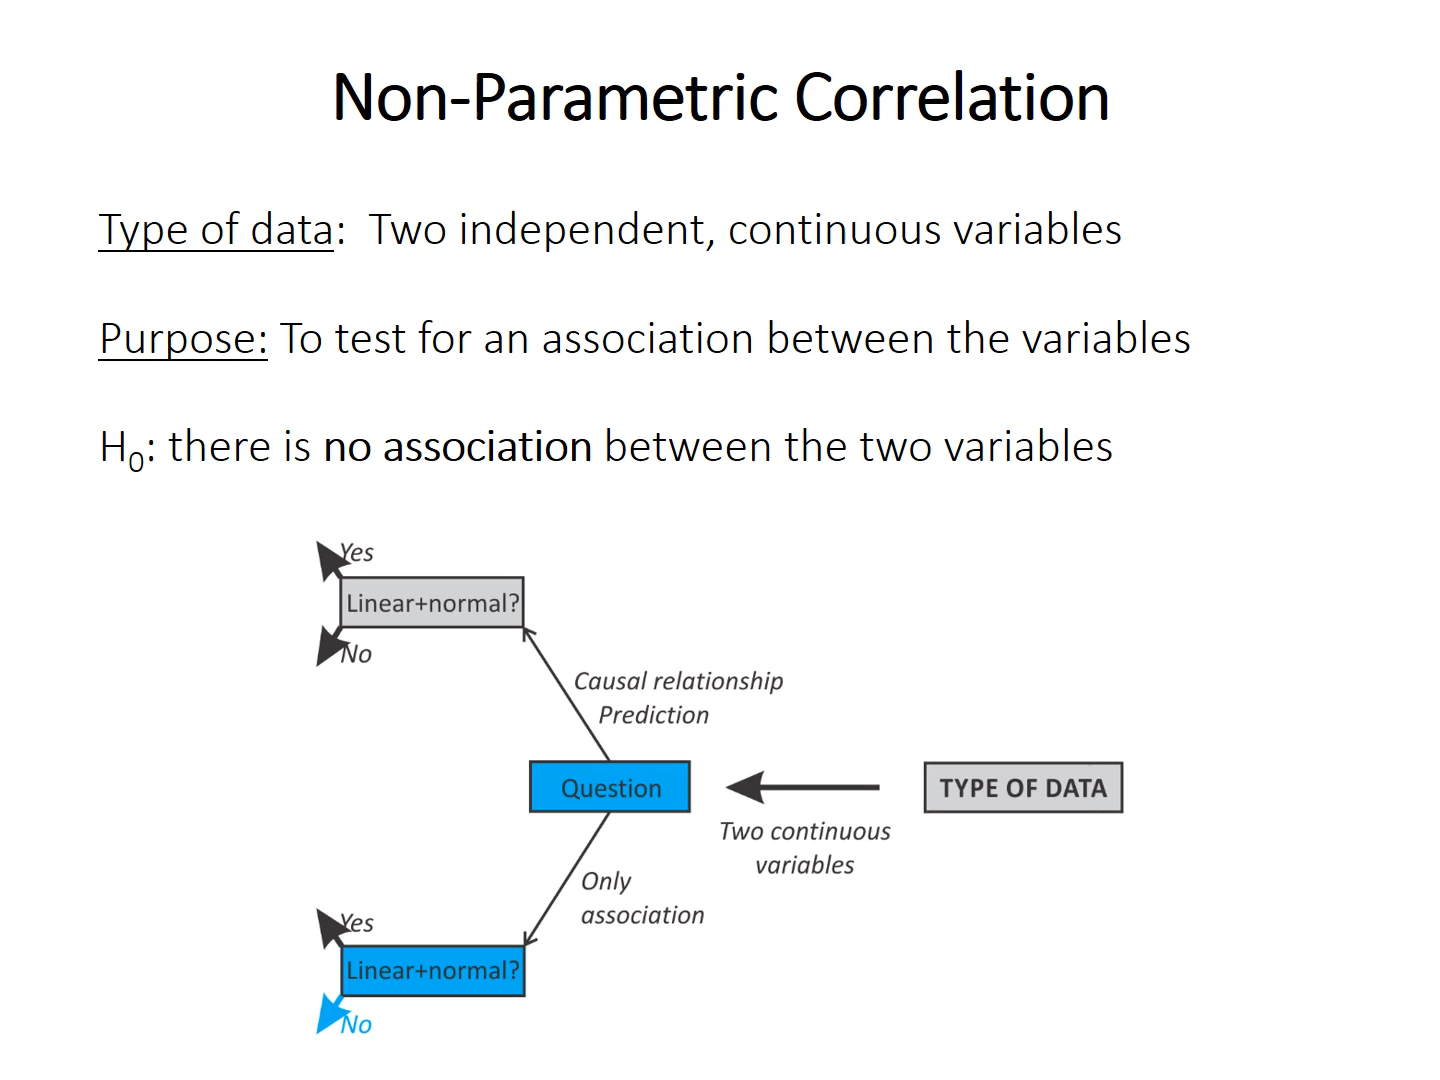 Non-Parametric Correlation
Type of data: Two independent, continuous variables
Purpose: To test for an association between the variables
H0: there is no association between the two variables
Yes
Linear+normal?
No
Causal relationship
Prediction
Question
TYPE OF DATA
Two continuous
variables
Only
association
Yes
Linear+normal?
No